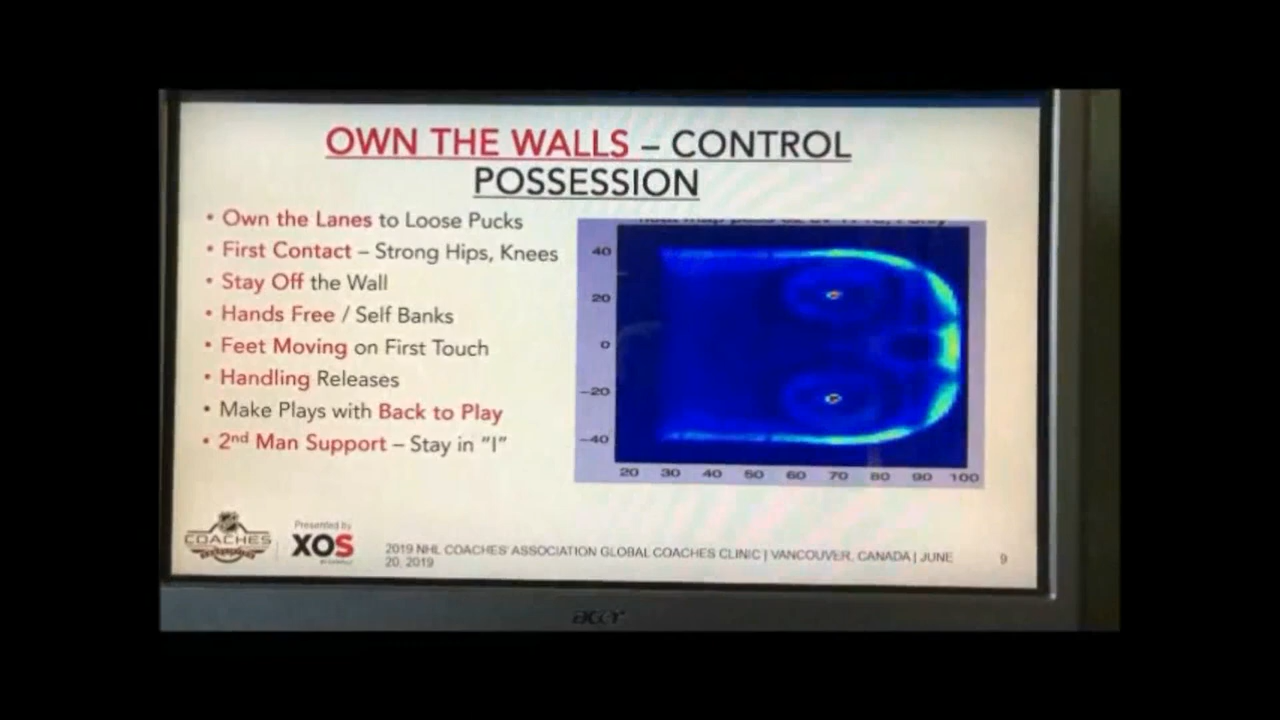 OWN THE WALLS – CONTROL
POSSESSION
• Own the Lanes to Loose Pucks
• First Contact – Strong Hips, Knees
• Stay Off the Wall
• Hands Free / Self Banks
• Feet Moving on First Touch
• Handling Releases
• Make Plays with Back to Play
• 2nd Man Support – Stay in “I”
40
20
0
−20
−40
20 30 40 50 60 70 80 90 100
COACHES
Presented by
XOS
2019 NHL COACHES' ASSOCIATION GLOBAL COACHES CLINIC | VANCOUVER, CANADA | JUNE
20, 2019
9
acer